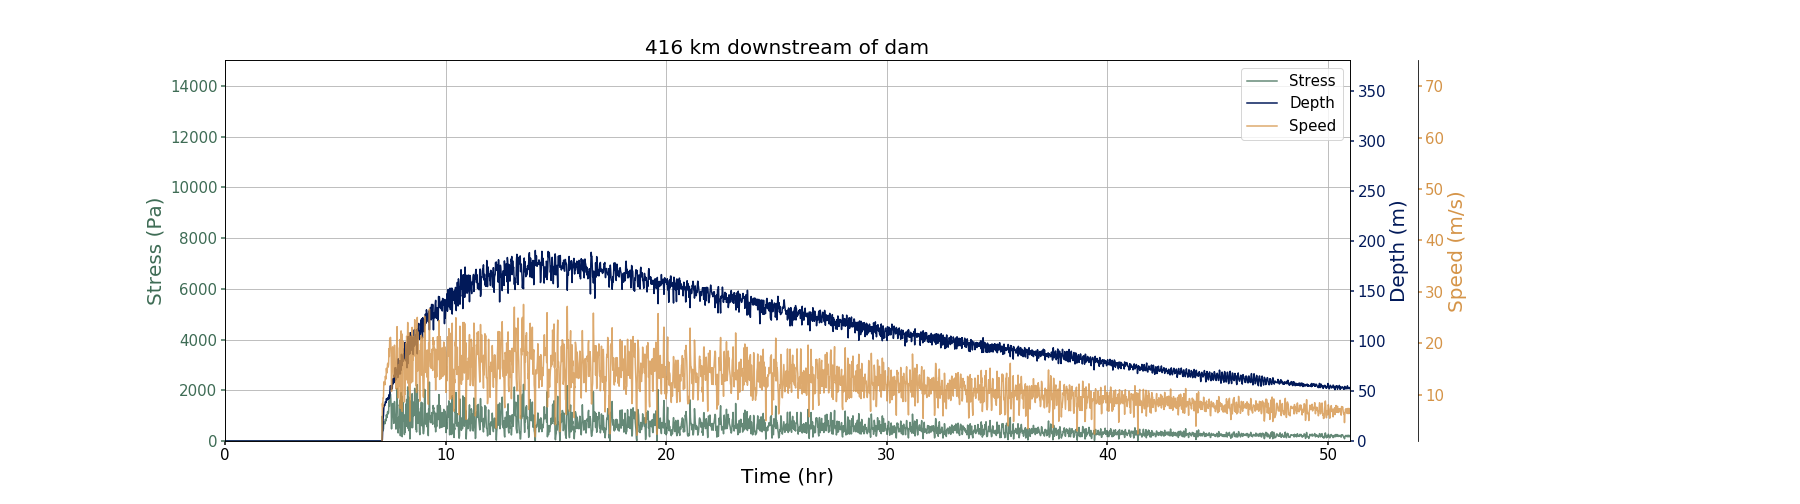 416 km downstream of dam
Stress (Pa)
14000
12000
10000
8000
6000
4000
2000
0
Stress
Depth
Speed
350
300
250
200
150
100
50
0
Depth (m)
70
60
50
40
30
20
10
Speed (m/s)
0 10 20 30 40 50
Time (hr)